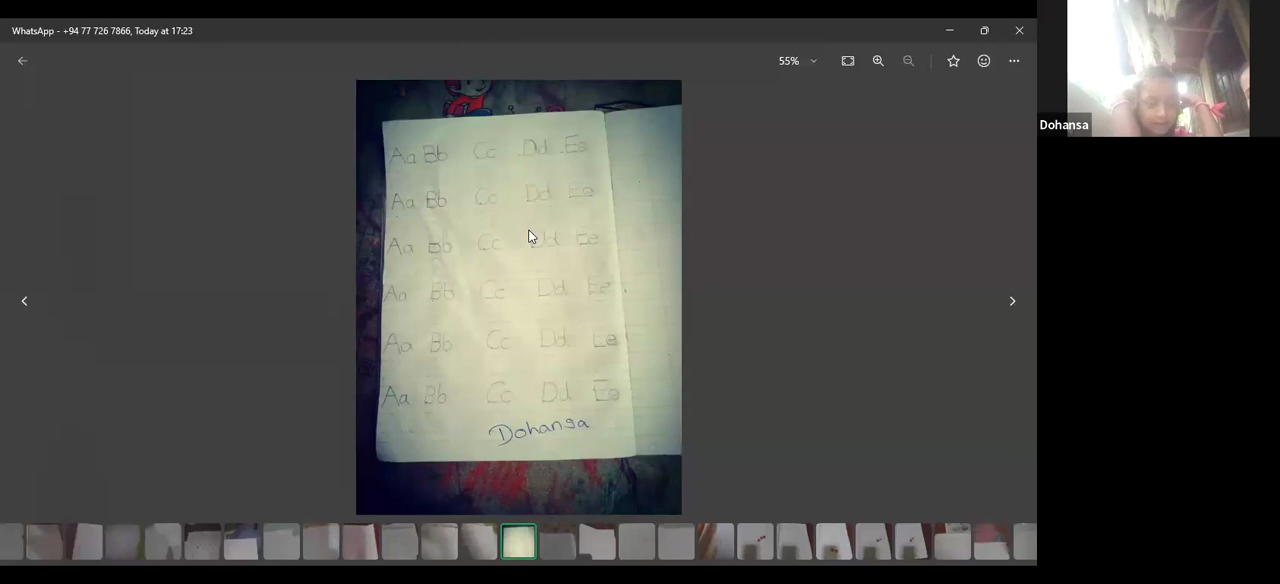 WhatsApp - +94 77 726 7866, Today at 17:23
55%
Aa Bb Cc Dd Ee
Aa Bb Cc Dd Ee
Aa Bb Cc Dd Ee
Aa Bb Cc Dd Ee
Aa Bb Cc Dd Ee
Aa Bb Cc Dd Ee
Dohansa
Dohansa